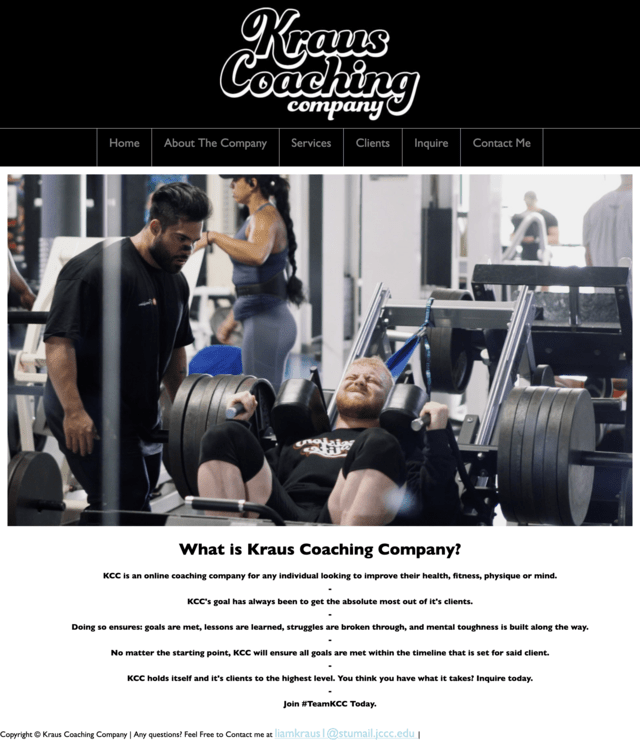 Kraus
Coaching
company
Home
About The Company
Services
Clients
Inquire
Contact Me
What is Kraus Coaching Company?
KCC is an online coaching company for any individual looking to improve their health, fitness, physique or mind.
-
KCC's goal has always been to get the absolute most out of it's clients.
-
Doing so ensures: goals are met, lessons are learned, struggles are broken through, and mental toughness is built along the way.
-
No matter the starting point, KCC will ensure all goals are met within the timeline that is set for said client.
-
KCC holds itself and it's clients to the highest level. You think you have what it takes? Inquire today.
-
Join #TeamKCC Today.
Copyright © Kraus Coaching Company | Any questions? Feel Free to Contact me at liamkraus1@stumail.jccc.edu |